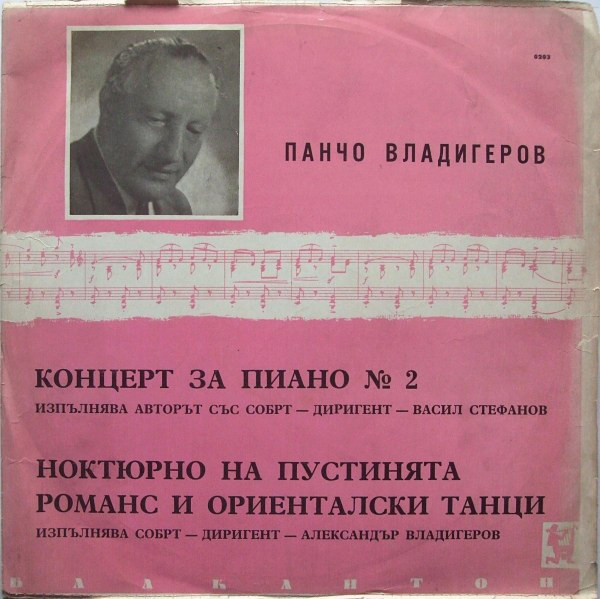 0203
ПАНЧО ВЛАДИГЕРОВ
КОНЦЕРТ ЗА ПИАНО № 2
ИЗПЪЛНЯВА АВТОРЪТ СЪС СОБРТ — ДИРИГЕНТ — ВАСИЛ СТЕФАНОВ
НОКТЮРНО НА ПУСТИНЯТА
РОМАНС И ОРИЕНТАЛСКИ ТАНЦИ
ИЗПЪЛНЯВА СОБРТ — ДИРИГЕНТ — АЛЕКСАНДЪР ВЛАДИГЕРОВ
БАЛКАНТОН